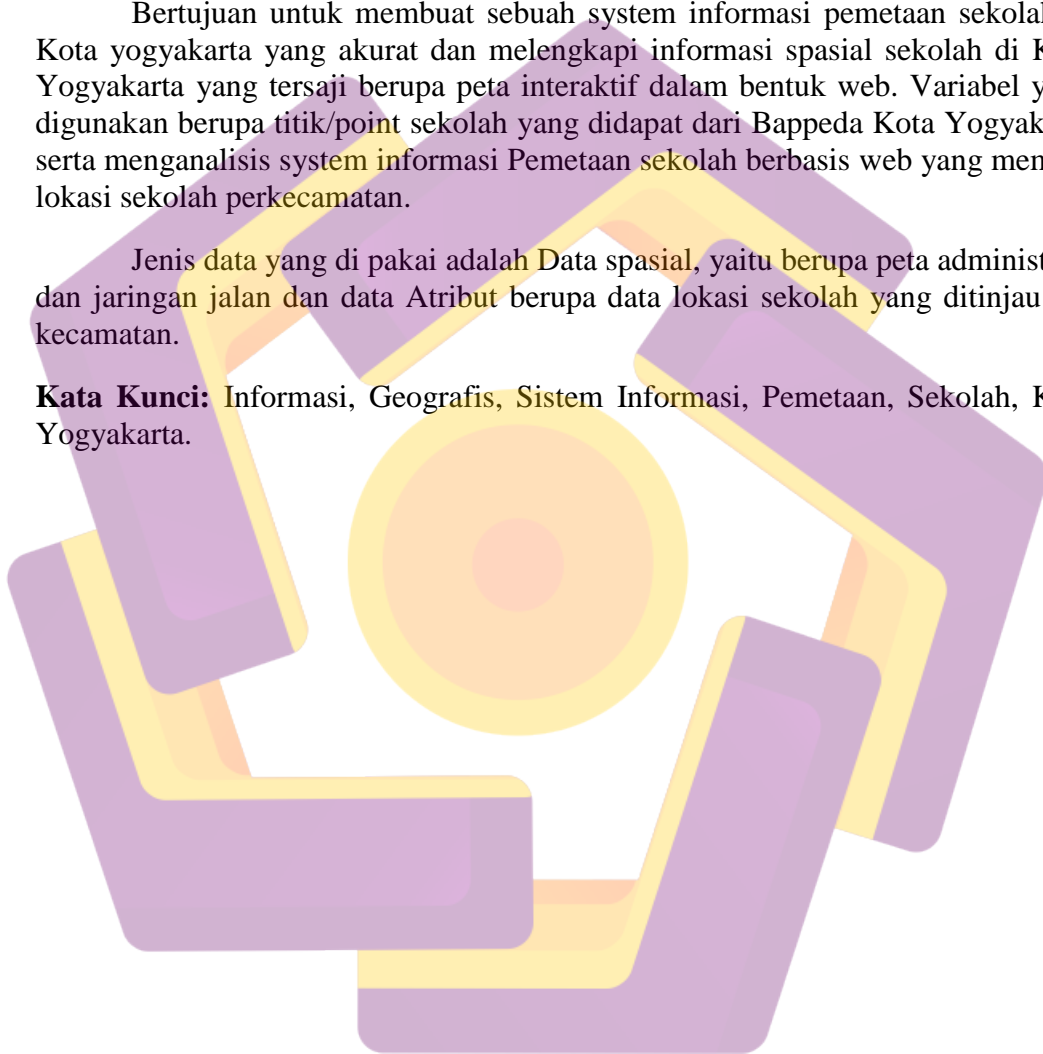 Bertujuan untuk membuat sebuah system informasi pemetaan sekolah
Kota yogyakarta yang akurat dan melengkapi informasi spasial sekolah di
Yogyakarta yang tersaji berupa peta interaktif dalam bentuk web. Variabel
digunakan berupa titik/point sekolah yang didapat dari Bappeda Kota
serta menganalisis system informasi Pemetaan sekolah berbasis web yang
lokasi sekolah perkecamatan.
Jenis data yang di pakai adalah Data spasial, yaitu berupa peta
dan jaringan jalan dan data Atribut berupa data lokasi sekolah yang ditinjau
kecamatan.
Kata Kunci: Informasi, Geografis, Sistem Informasi, Pemetaan, Sekolah,
Yogyakarta.